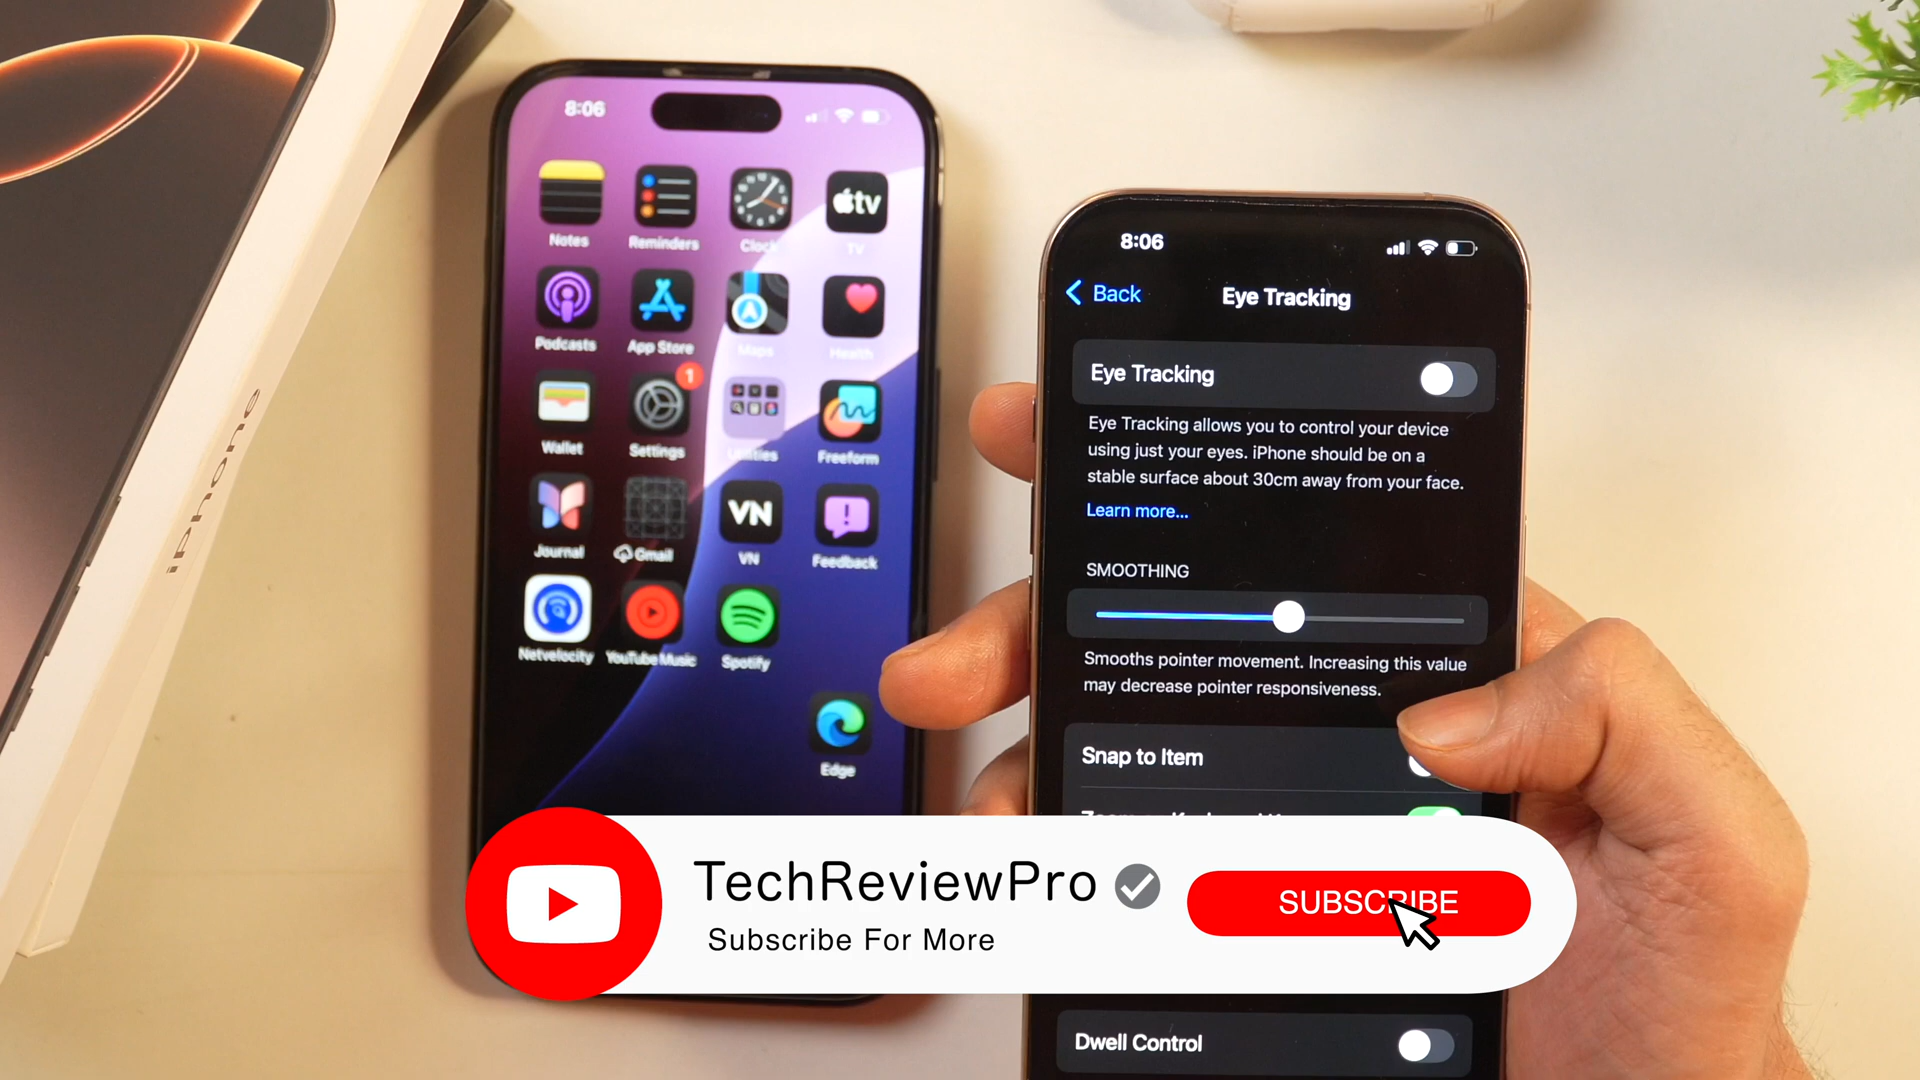 iPhone
8:06
Notes
Reminders
Clock
tv
TV
Podcasts
App Store
Maps
Health
1
Wallet
Settings
Utilities
Freeform
Journal
Gmail
VN
VN
Feedback
Netvelocity
YouTube Music
Spotify
Edge
8:06
Back
Eye Tracking
Eye Tracking
Eye Tracking allows you to control your device
using just your eyes. iPhone should be on a
stable surface about 30cm away from your face.
Learn more...
SMOOTHING
Smooths pointer movement. Increasing this value
may decrease pointer responsiveness.
Snap to Item
TechReviewPro
Subscribe For More
SUBSCRIBE
Dwell Control